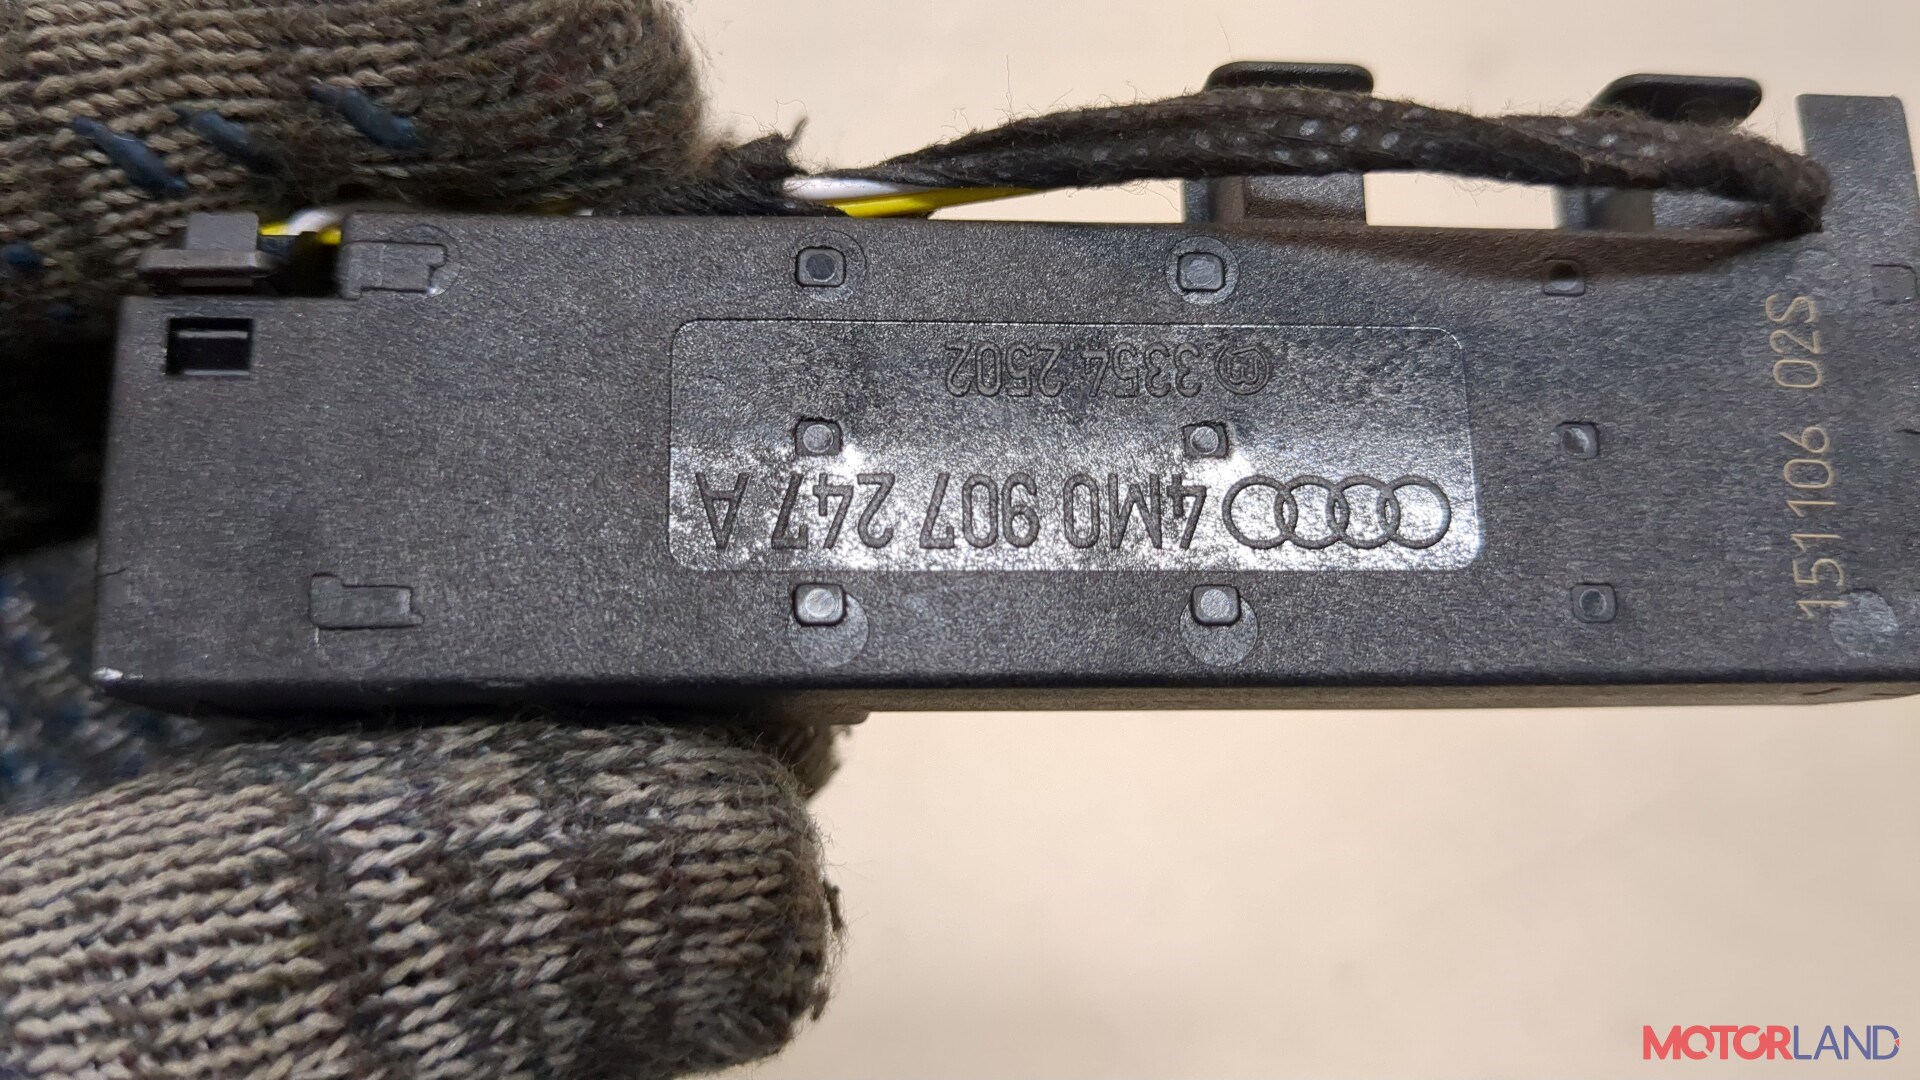 4M0 907 247 A
3354 2502
151106 02S
MOTORLAND